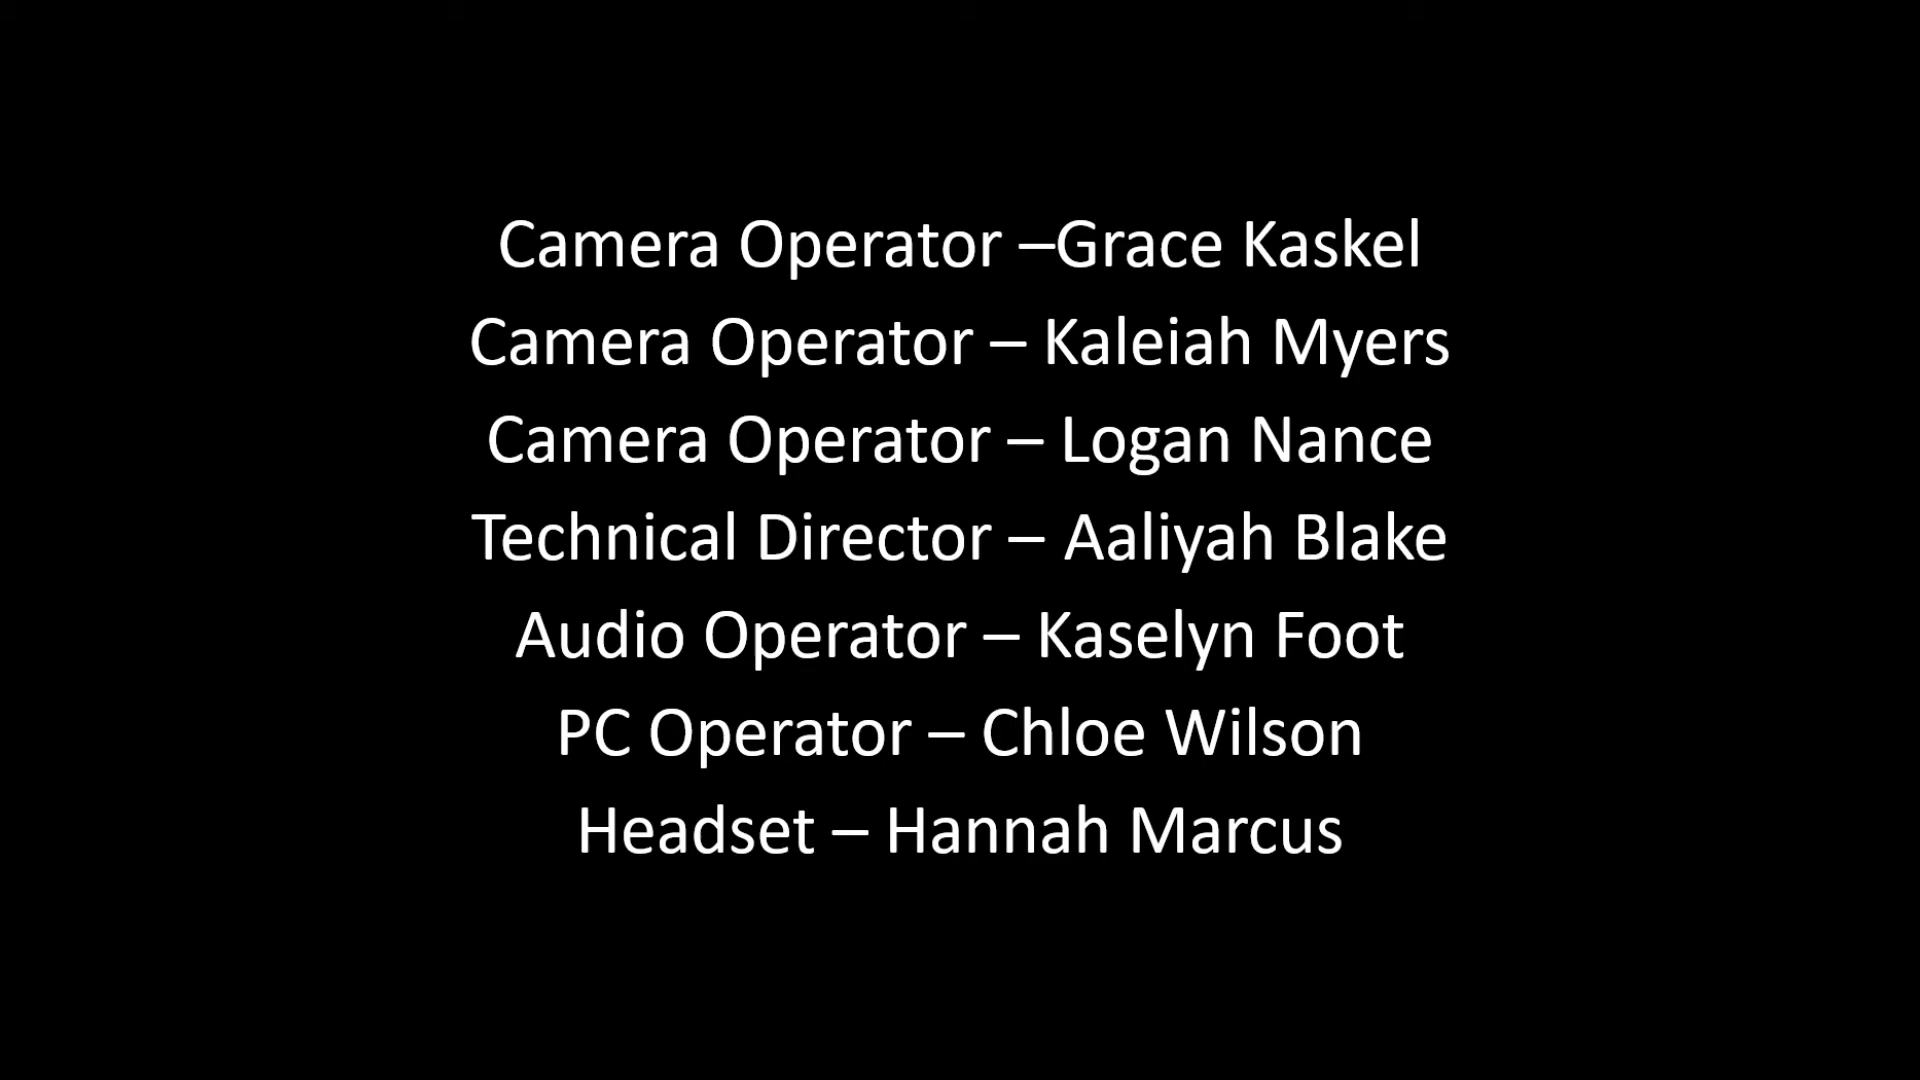 Camera Operator –Grace Kaskel
Camera Operator – Kaleiah Myers
Camera Operator – Logan Nance
Technical Director – Aaliyah Blake
Audio Operator – Kaselyn Foot
PC Operator – Chloe Wilson
Headset – Hannah Marcus